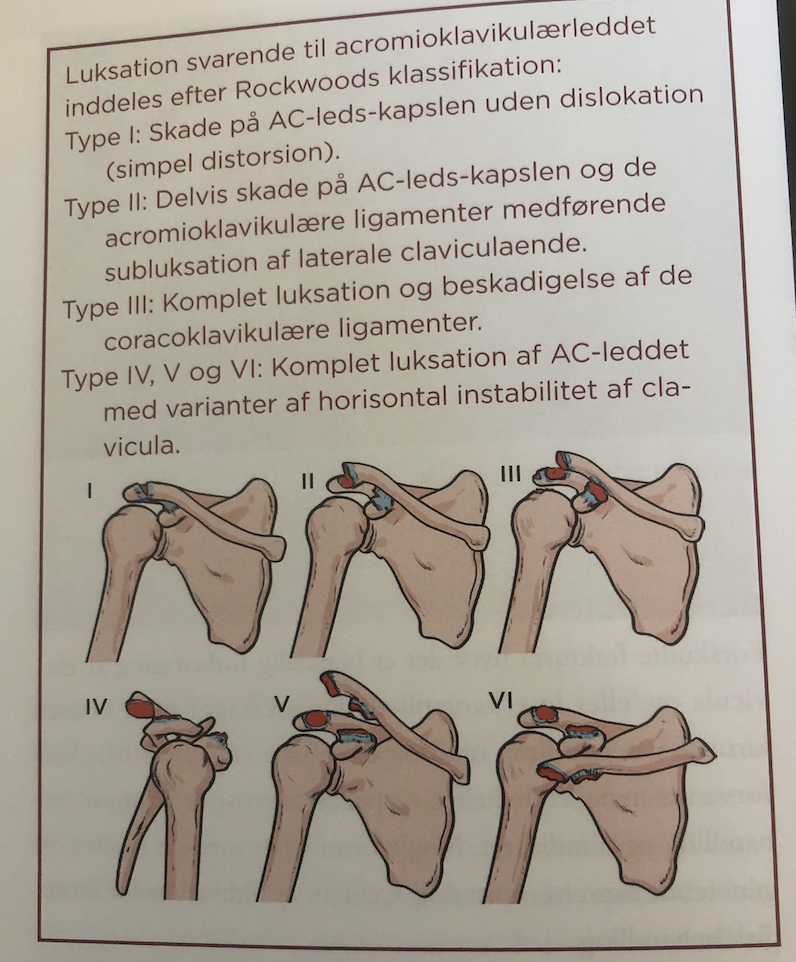 Luksation svarende til acromioklavikulærleddet
inddeles efter Rockwoods klassifikation:
Type I: Skade på AC-leds-kapslen uden dislokation
(simpel distorsion).
Type II: Delvis skade på AC-leds-kapslen og de
acromioklavikulære ligamenter medførende
subluksation af laterale claviculaende.
Type III: Komplet luksation og beskadigelse af de
coracoklavikulære ligamenter.
Type IV, V og VI: Komplet luksation af AC-leddet
med varianter af horisontal instabilitet af cla-
vicula.
I
II
III
IV
V
VI